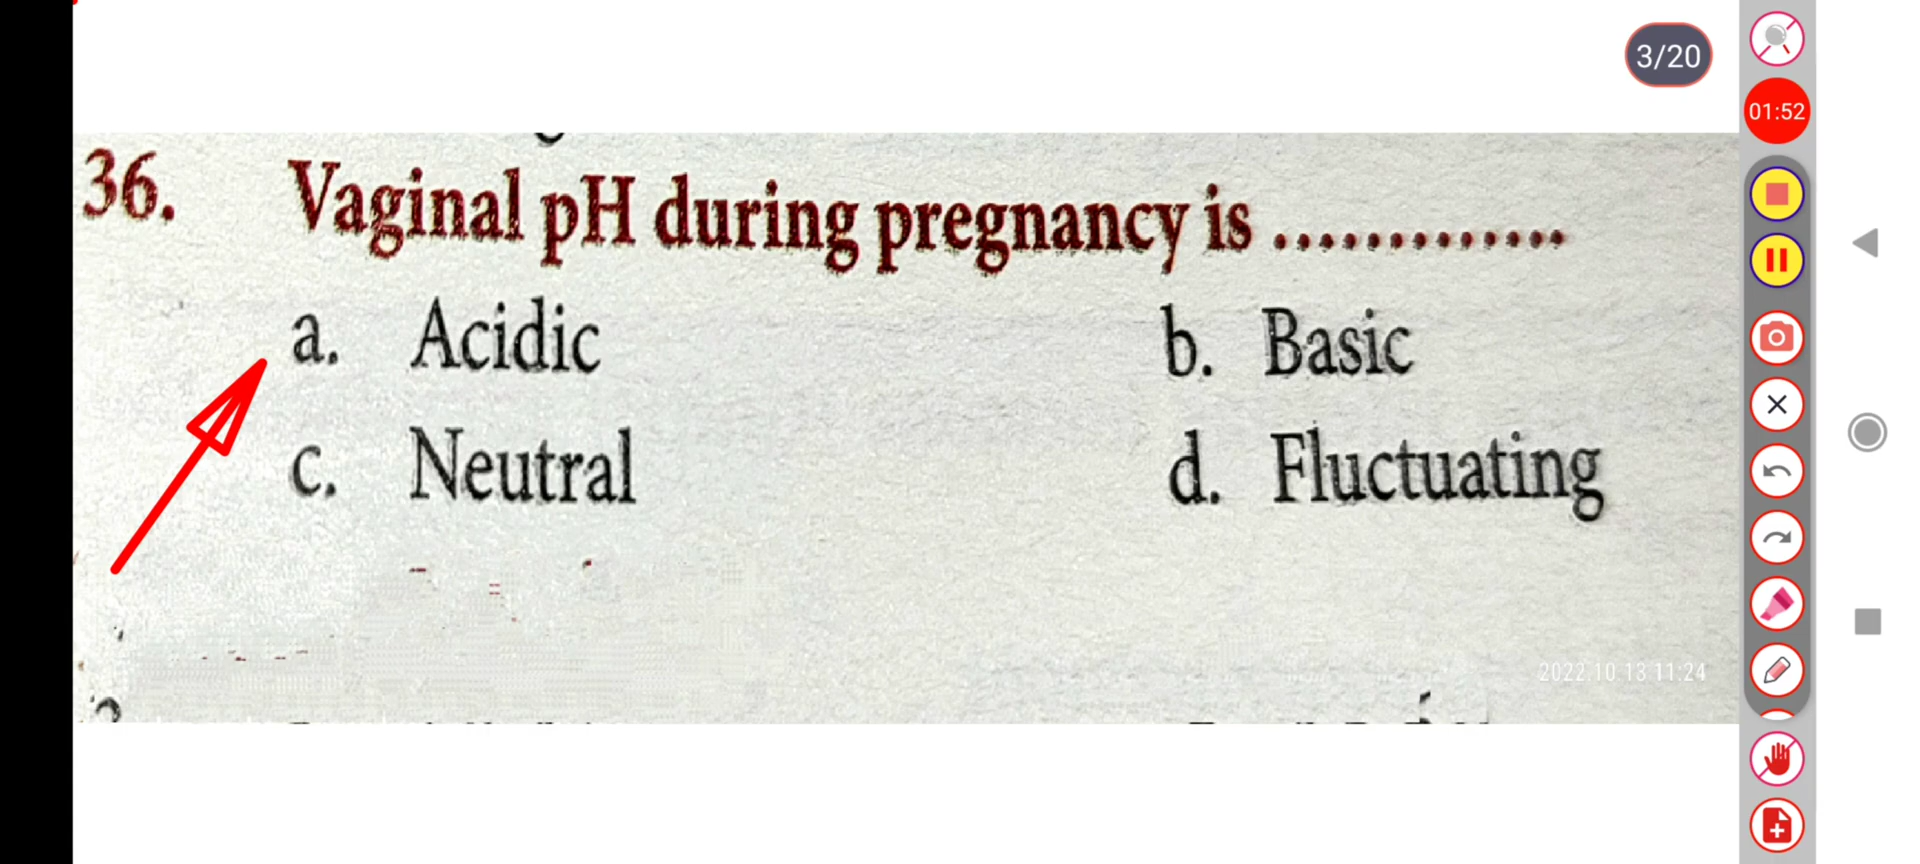 3/20
01:52
36. Vaginal pH during pregnancy is .............
a. Acidic b. Basic
c. Neutral d. Fluctuating
2022.10.13 11:24